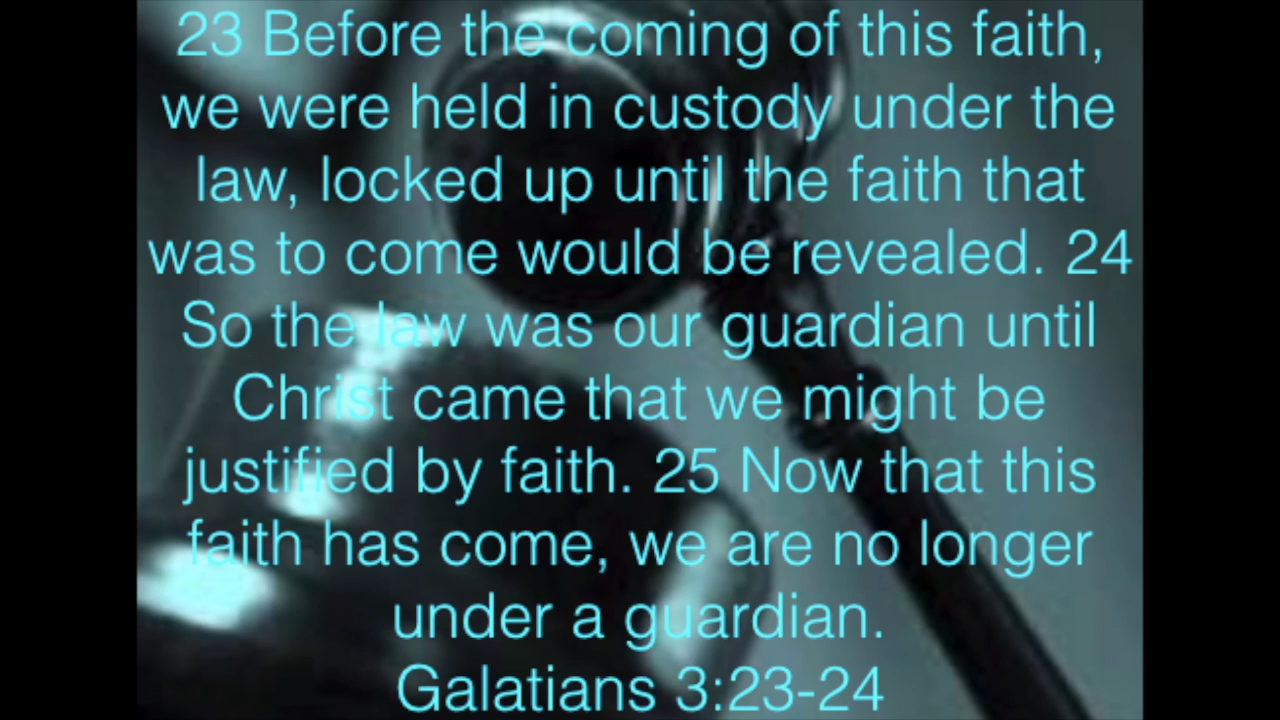 23 Before the coming of this faith,
we were held in custody under the
law, locked up until the faith that
was to come would be revealed. 24
So the law was our guardian until
Christ came that we might be
justified by faith. 25 Now that this
faith has come, we are no longer
under a guardian.
Galatians 3:23-24